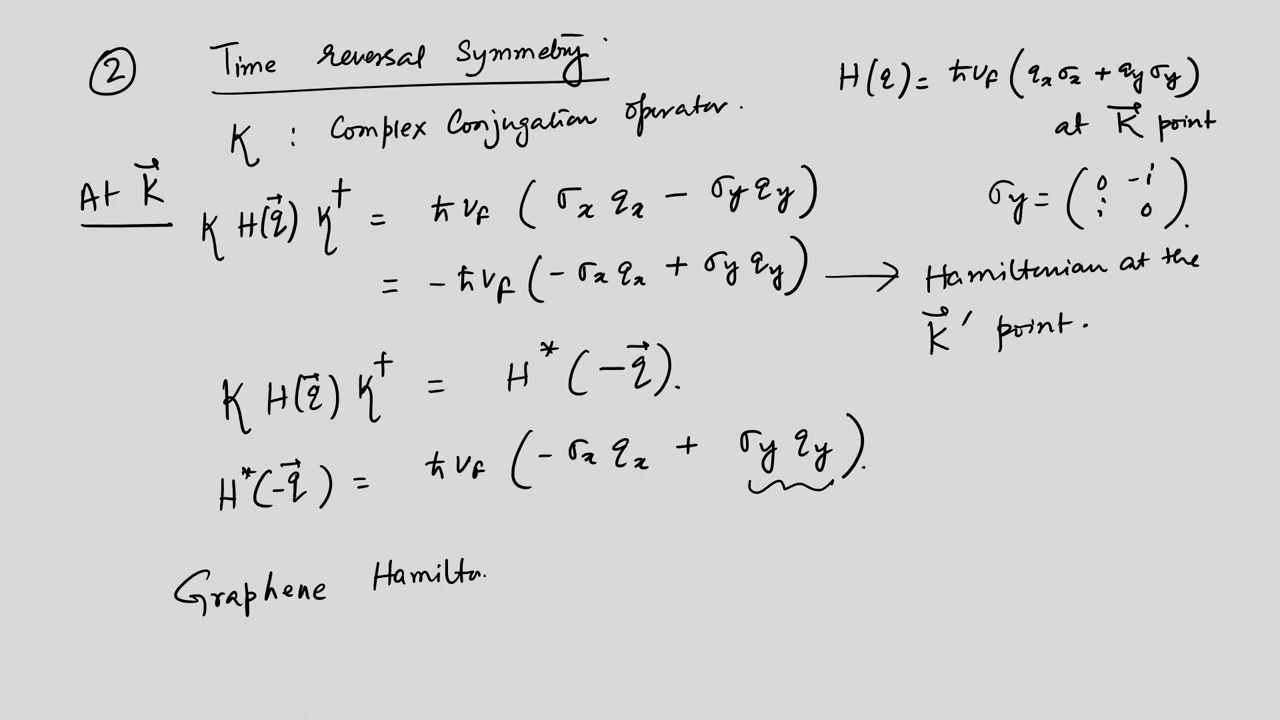 ② Time reversal Symmetry.
K : Complex Conjugation operator.
H(q) = ħv_f (q_x σ_x + q_y σ_y)
at K⃗ point
At K⃗
K H(q⃗) K† = ħv_f (σ_x q_x − σ_y q_y)
σ_y = (0 -i; i 0).
= −ħv_f (−σ_x q_x + σ_y q_y) → Hamiltonian at the
K⃗′ point.
K H(q⃗) K† = H*(−q⃗).
H*(−q⃗) = ħv_f (−σ_x q_x + σ_y q_y).
Graphene Hamilto